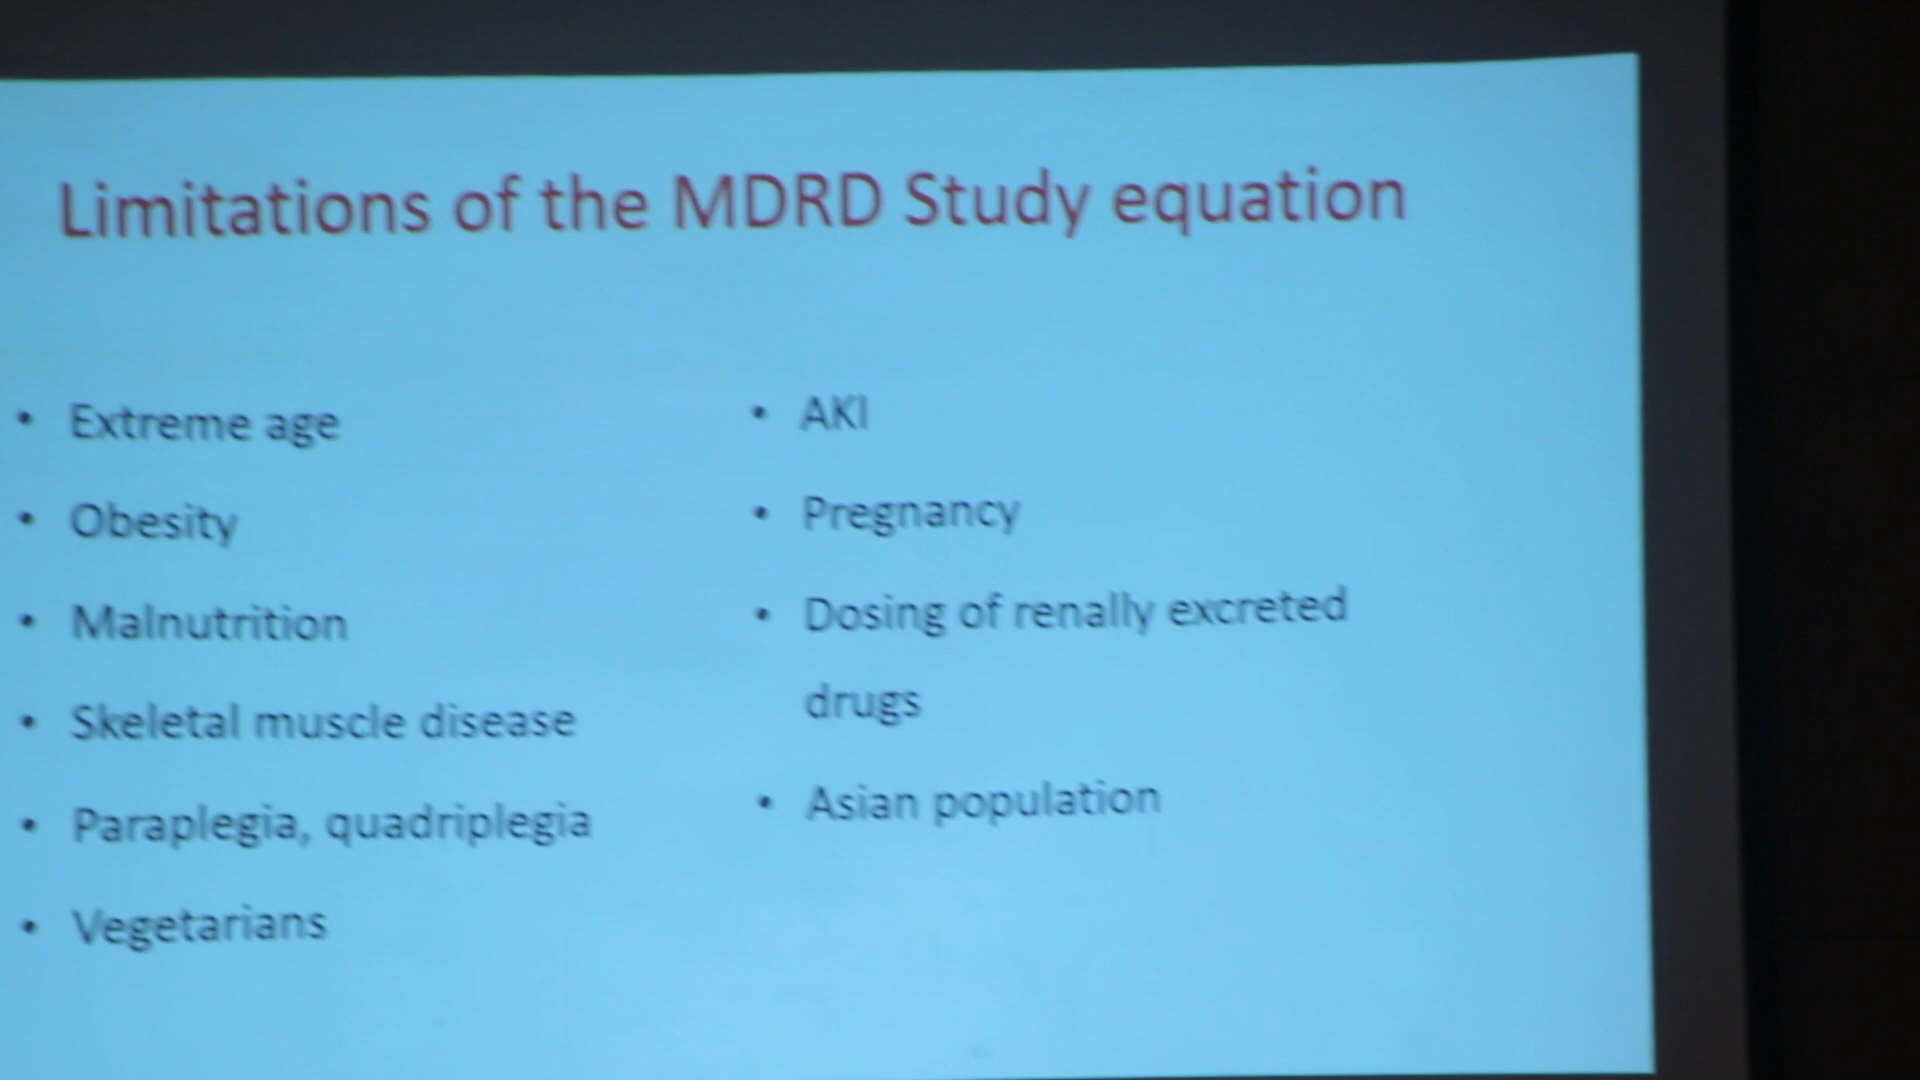 Limitations of the MDRD Study equation
• Extreme age
• Obesity
• Malnutrition
• Skeletal muscle disease
• Paraplegia, quadriplegia
• Vegetarians
• AKI
• Pregnancy
• Dosing of renally excreted
drugs
• Asian population